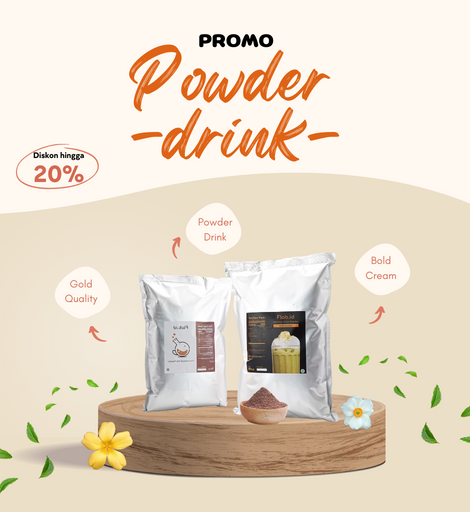 PROMO
Powder
-drink-
Diskon hingga
20%
Powder
Drink
Bold
Cream
Gold
Quality